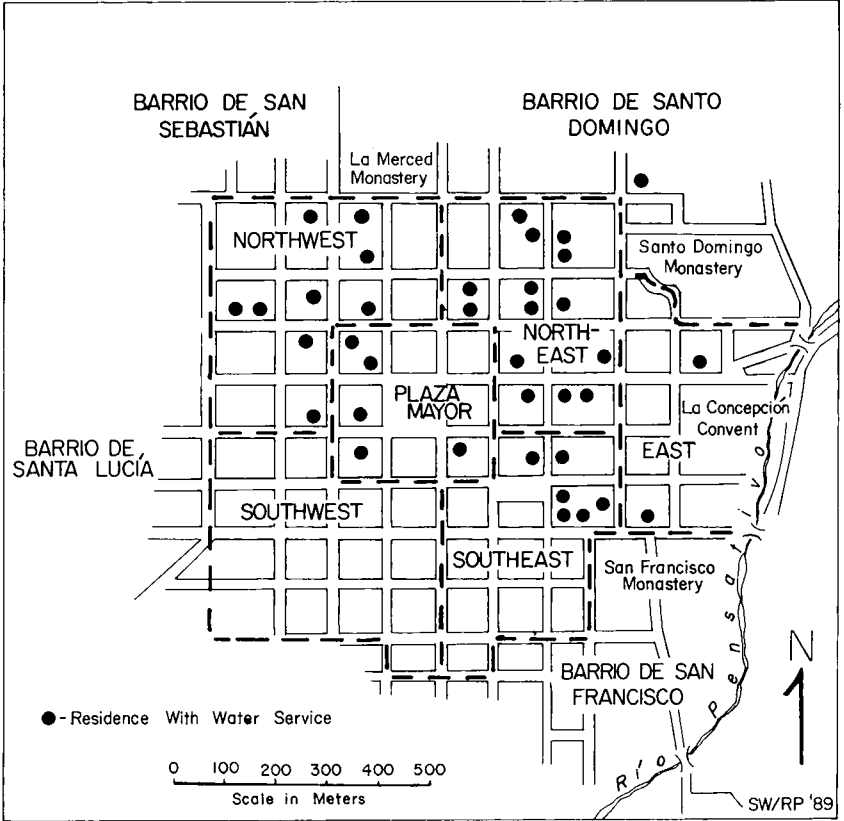 BARRIO DE SAN
SEBASTIÁN
BARRIO DE SANTO
DOMINGO
La Merced
Monastery
NORTHWEST
Santo Domingo
Monastery
NORTH-
EAST
PLAZA
MAYOR
La Concepción
Convent
BARRIO DE
SANTA LUCÍA
EAST
SOUTHWEST
SOUTHEAST
San Francisco
Monastery
BARRIO DE SAN
FRANCISCO
Río Pensativo
N
- Residence With Water Service
0 100 200 300 400 500
Scale in Meters
SW/RP '89